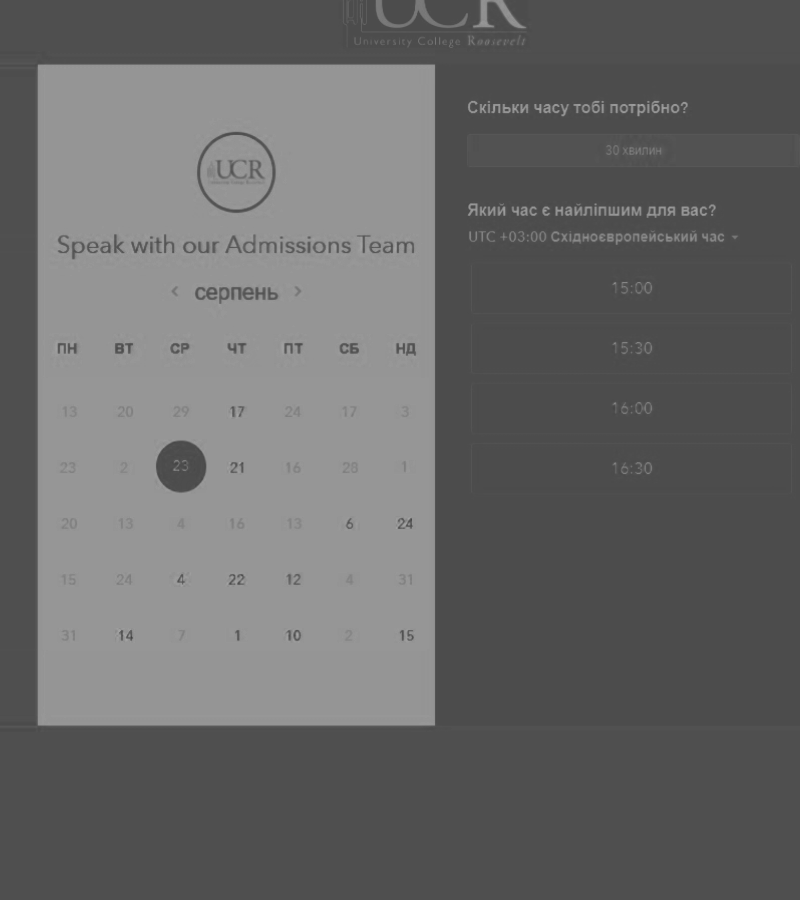 UCR
University College Roosevelt
UCR
Speak with our Admissions Team
серпень
ПН ВТ СР ЧТ ПТ СБ НД
13 20 29 17 24 17 3
23 2 23 21 16 28 1
20 13 4 16 13 6 24
15 24 4 22 12 4 31
31 14 7 1 10 2 15
Скільки часу тобі потрібно?
30 хвилин
Який час є найліпшим для вас?
UTC +03:00 Східноєвропейський час
15:00
15:30
16:00
16:30